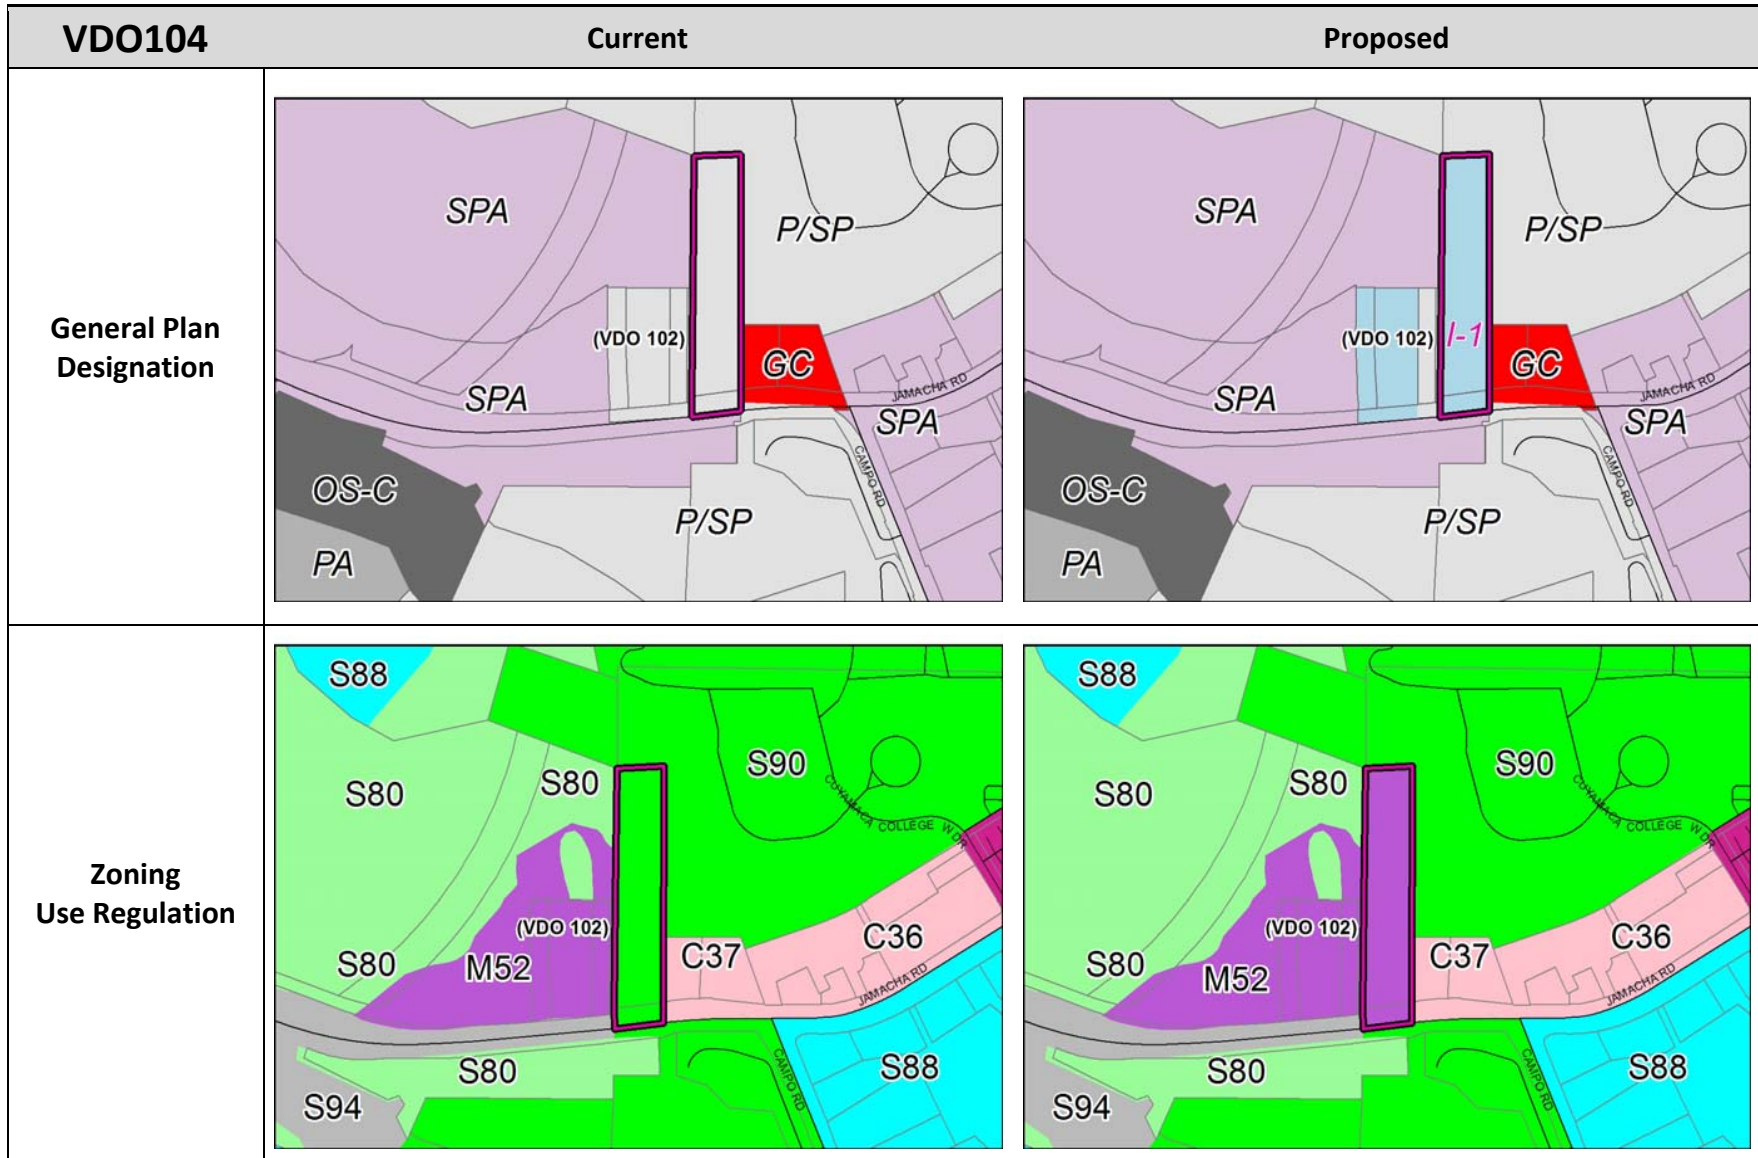 VDO104
Current
Proposed
General Plan
Designation
SPA
P/SP
(VDO 102)
GC
SPA
JAMACHA RD
SPA
CAMPO RD
OS-C
P/SP
PA
SPA
P/SP
(VDO 102)
I-1
GC
SPA
JAMACHA RD
SPA
CAMPO RD
OS-C
P/SP
PA
Zoning
Use Regulation
S88
S90
S80
S80
CUYAMACA COLLEGE W DR
(VDO 102)
C36
C37
S80
M52
JAMACHA RD
S80
CAMPO RD
S88
S94
S88
S90
S80
S80
CUYAMACA COLLEGE W DR
(VDO 102)
C36
C37
S80
M52
JAMACHA RD
S80
CAMPO RD
S88
S94